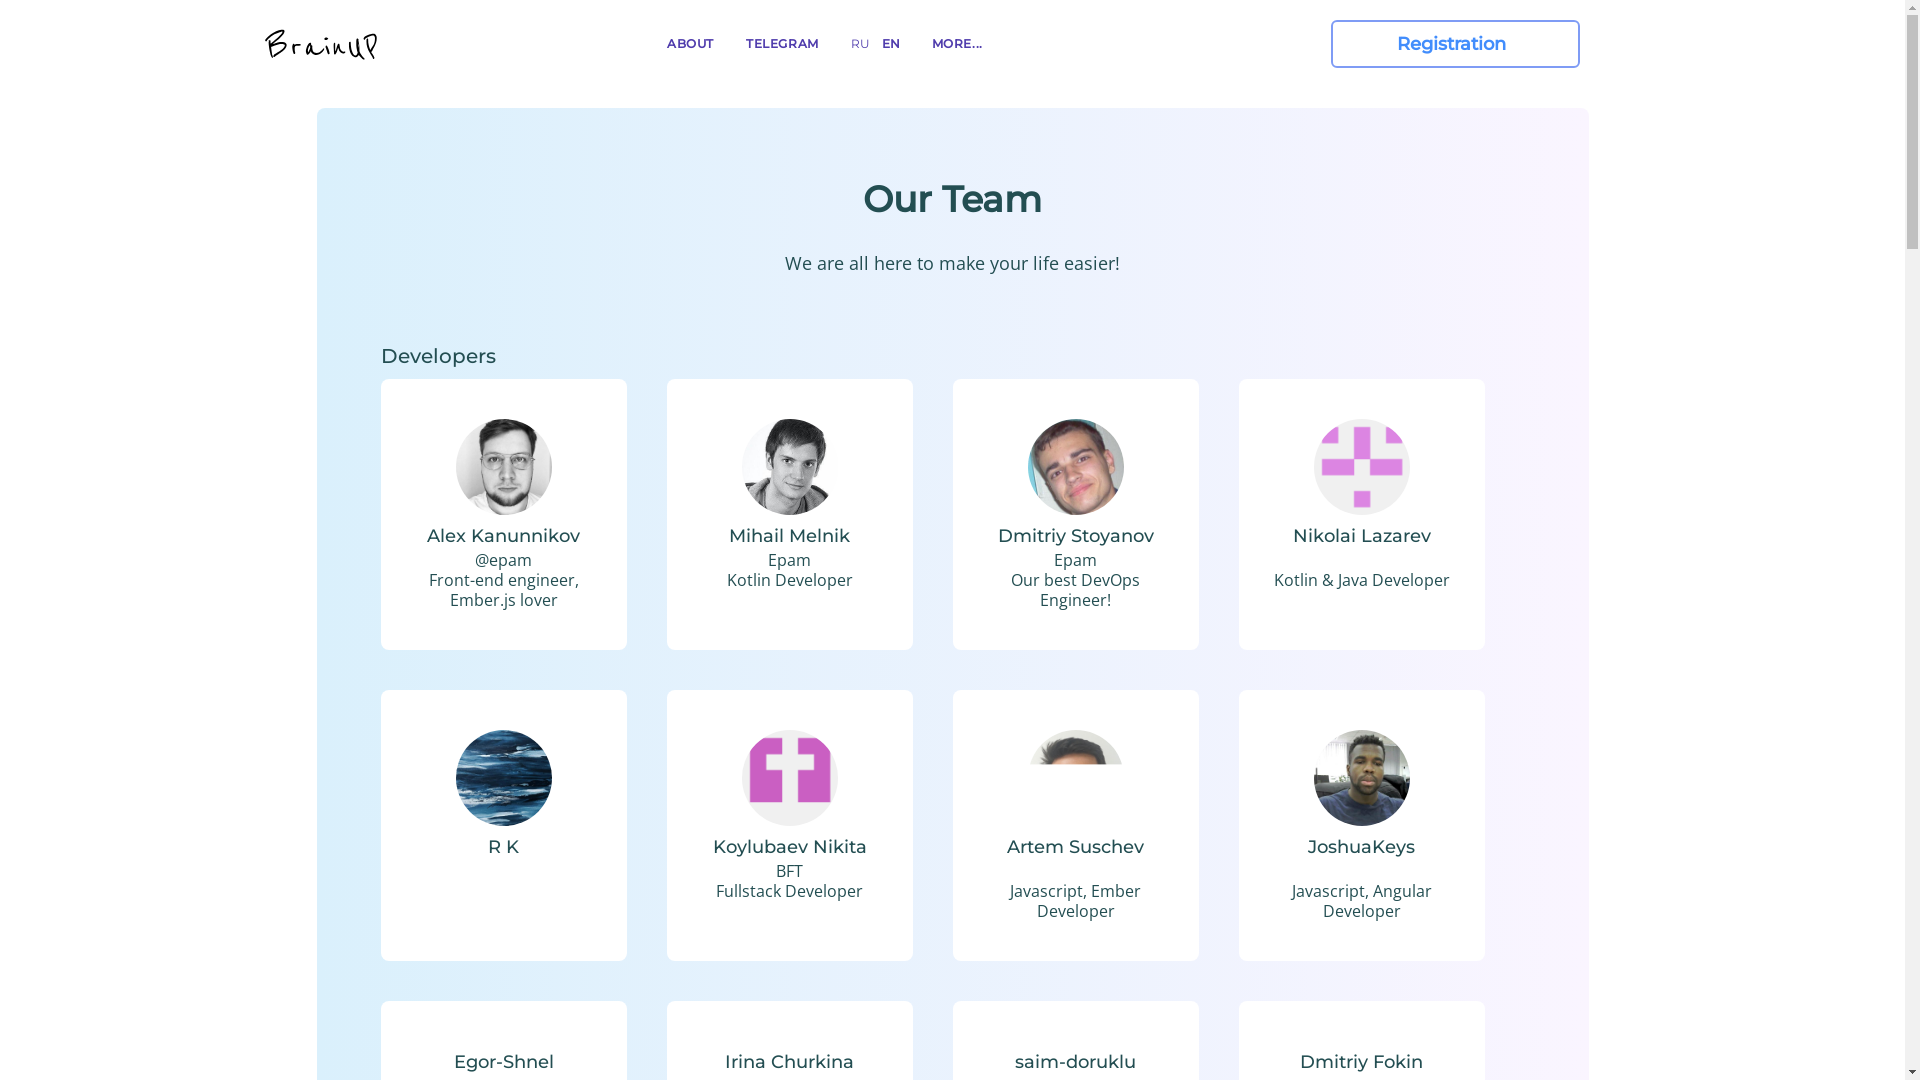 BrainUP
ABOUT
TELEGRAM
RU
EN
MORE...
Registration
Our Team
We are all here to make your life easier!
Developers
Alex Kanunnikov
@epam
Front-end engineer,
Ember.js lover
Mihail Melnik
Epam
Kotlin Developer
Dmitriy Stoyanov
Epam
Our best DevOps
Engineer!
Nikolai Lazarev
Kotlin & Java Developer
R K
Koylubaev Nikita
BFT
Fullstack Developer
Artem Suschev
Javascript, Ember
Developer
JoshuaKeys
Javascript, Angular
Developer
Egor-Shnel
Irina Churkina
saim-doruklu
Dmitriy Fokin